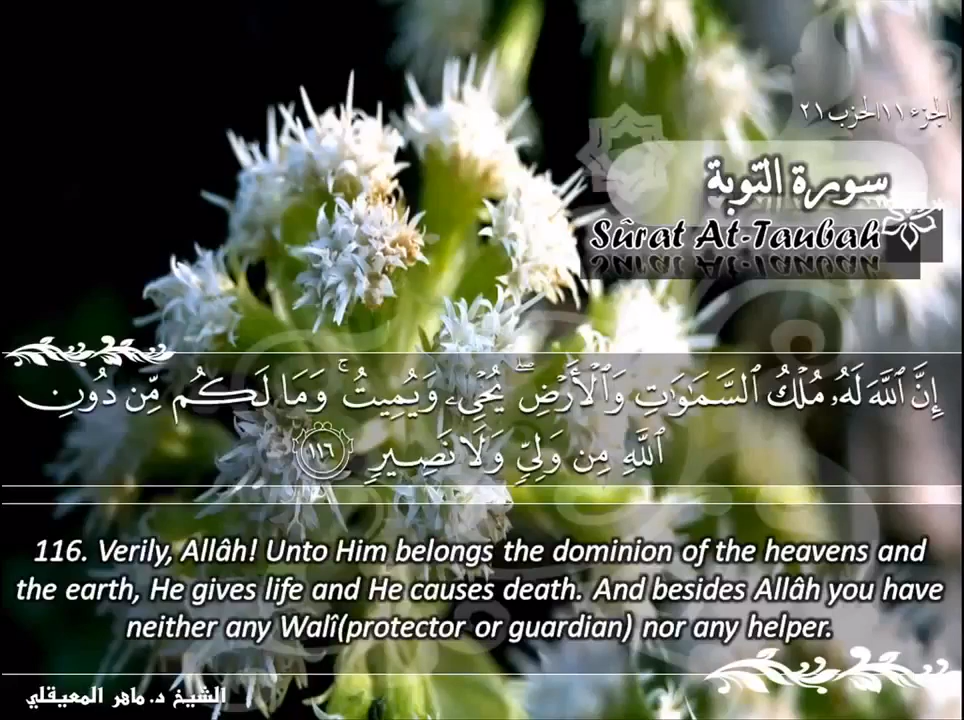 الجزء ١١ الحزب ٢١
سورة التوبة
Sûrat At-Taubah
إِنَّ ٱللَّهَ لَهُۥ مُلْكُ ٱلسَّمَـٰوَٰتِ وَٱلْأَرْضِ ۖ يُحْىِۦ وَيُمِيتُ ۚ وَمَا لَكُم مِّن دُونِ
ٱللَّهِ مِن وَلِىٍّ وَلَا نَصِيرٍ ١١٦
116. Verily, Allâh! Unto Him belongs the dominion of the heavens and
the earth, He gives life and He causes death. And besides Allâh you have
neither any Walî(protector or guardian) nor any helper.
الشيخ د. ماهر المعيقلي